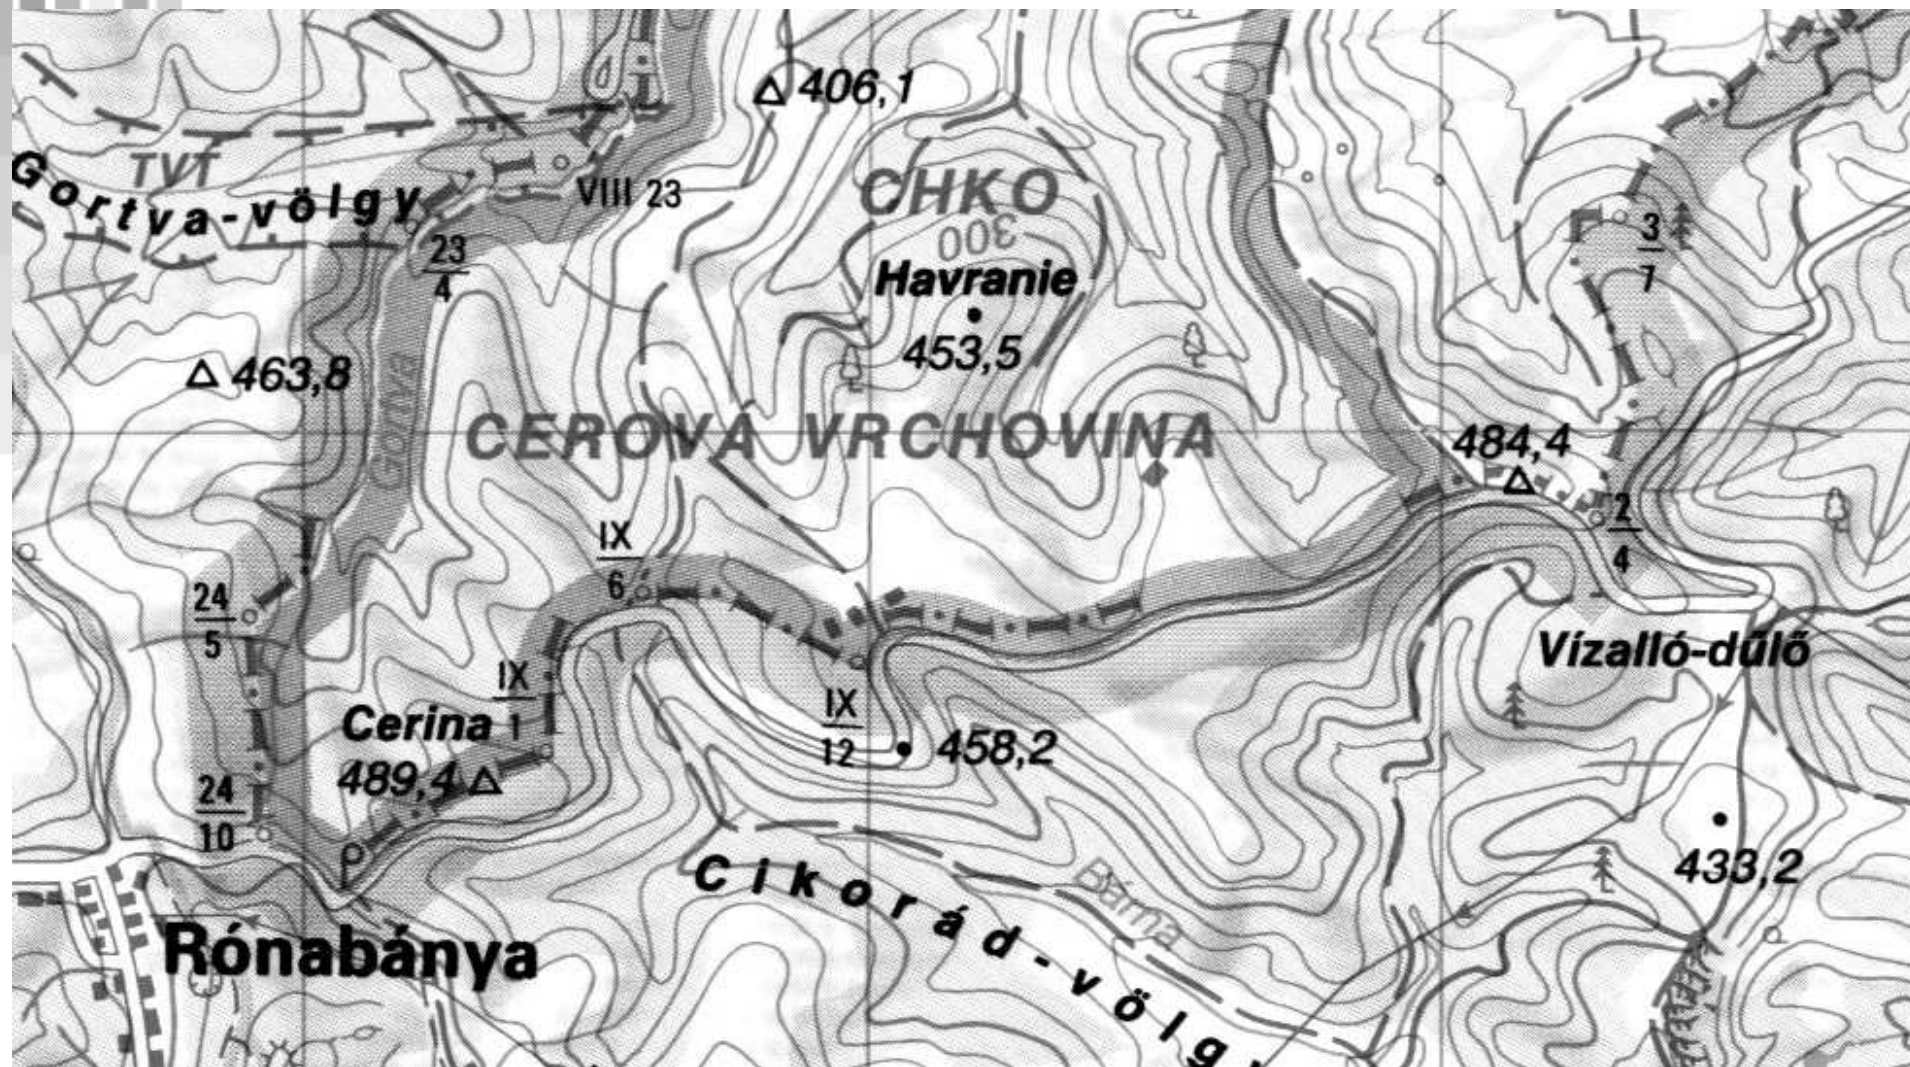 406,1
TVT
Gortva-völgy
VIII 23
CHKO
300
3
7
23
4
Havranie
453,5
463,8
Gortva
CEROVÁ VRCHOVINA
484,4
2
4
IX
6
24
5
Vízalló-dűlő
IX
1
Cerina
489,4
IX
12
458,2
24
10
433,2
Cikorád-völgy
Bárna
Rónabánya